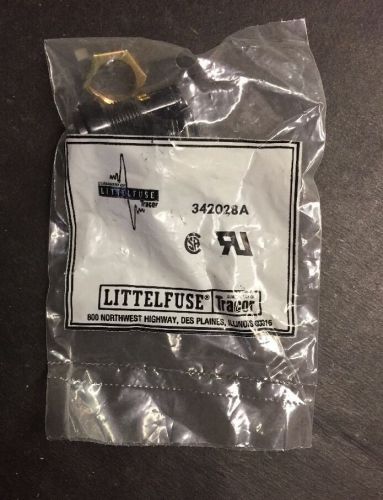 LITTELFUSE
Tracor
342028A
LITTELFUSE® Tracor
800 NORTHWEST HIGHWAY, DES PLAINES, ILLINOIS 60016